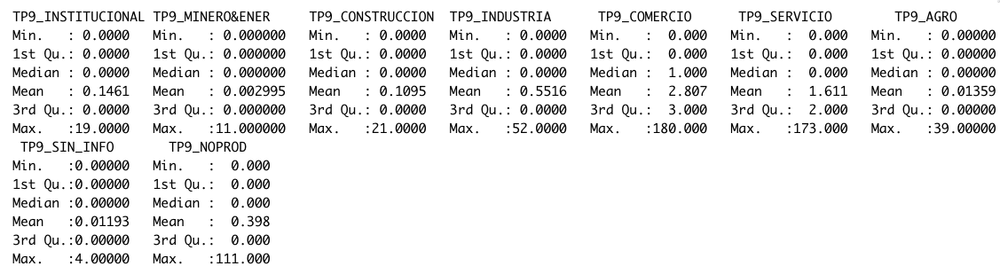 TP9_INSTITUCIONAL TP9_MINERO&ENER TP9_CONSTRUCCION TP9_INDUSTRIA TP9_COMERCIO TP9_SERVICIO TP9_AGRO
Min. : 0.0000 Min. : 0.000000 Min. : 0.0000 Min. : 0.0000 Min. : 0.000 Min. : 0.000 Min. : 0.00000
1st Qu.: 0.0000 1st Qu.: 0.000000 1st Qu.: 0.0000 1st Qu.: 0.0000 1st Qu.: 0.000 1st Qu.: 0.000 1st Qu.: 0.00000
Median : 0.0000 Median : 0.000000 Median : 0.0000 Median : 0.0000 Median : 1.000 Median : 0.000 Median : 0.00000
Mean : 0.1461 Mean : 0.002995 Mean : 0.1095 Mean : 0.5516 Mean : 2.807 Mean : 1.611 Mean : 0.01359
3rd Qu.: 0.0000 3rd Qu.: 0.000000 3rd Qu.: 0.0000 3rd Qu.: 0.0000 3rd Qu.: 3.000 3rd Qu.: 2.000 3rd Qu.: 0.00000
Max. :19.0000 Max. :11.000000 Max. :21.0000 Max. :52.0000 Max. :180.000 Max. :173.000 Max. :39.00000
TP9_SIN_INFO TP9_NOPROD
Min. :0.00000 Min. : 0.000
1st Qu.:0.00000 1st Qu.: 0.000
Median :0.00000 Median : 0.000
Mean :0.01193 Mean : 0.398
3rd Qu.:0.00000 3rd Qu.: 0.000
Max. :4.00000 Max. :111.000